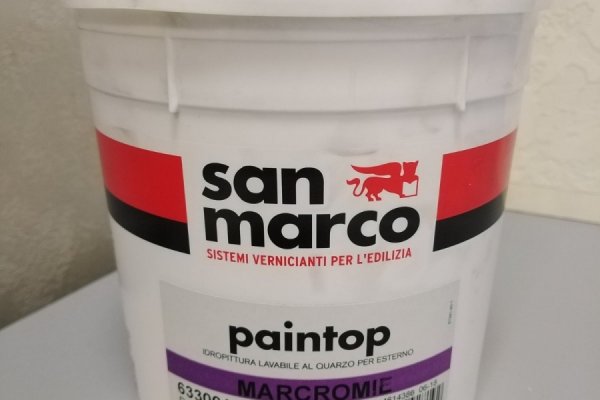 san
marco
SISTEMI VERNICIANTI PER L'EDILIZIA
paintop
IDROPITTURA LAVABILE AL QUARZO PER ESTERNO
MARCROMIE